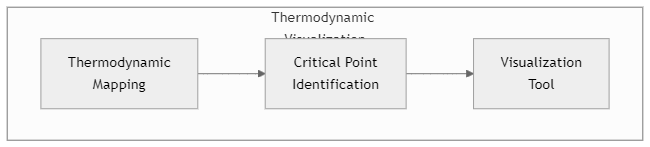 Thermodynamic
Visualization
Thermodynamic
Mapping
Critical Point
Identification
Visualization
Tool